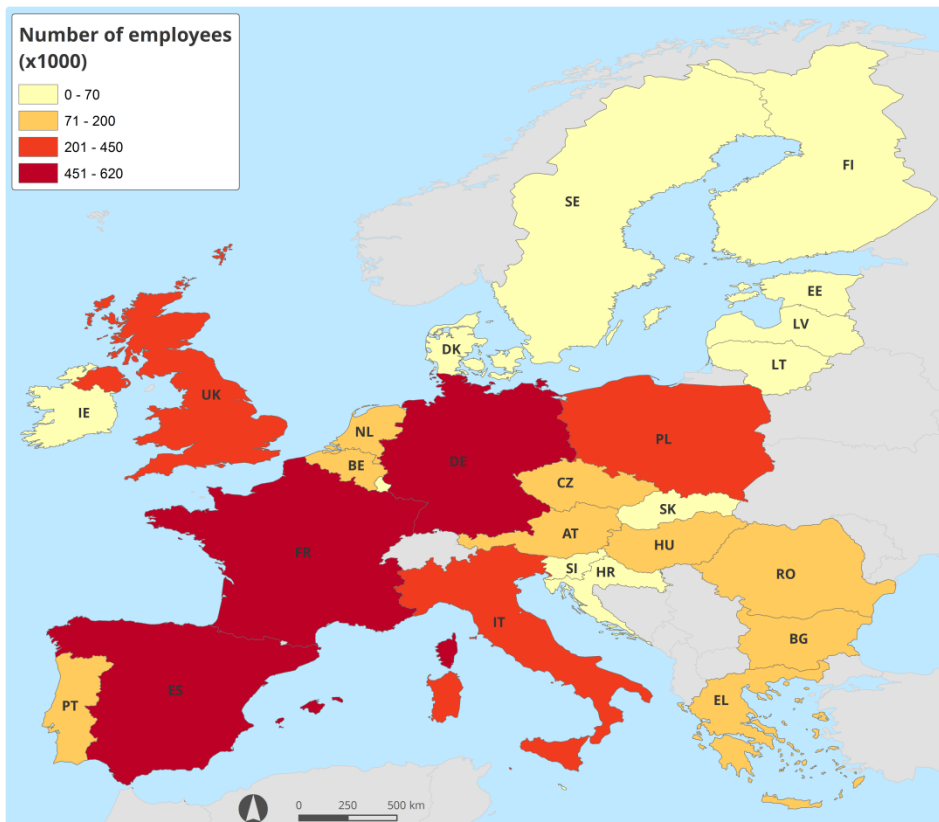 Number of employees
(x1000)
0 - 70
71 - 200
201 - 450
451 - 620
FI
SE
EE
LV
DK
LT
IE
UK
NL
PL
BE
DE
CZ
SK
AT
FR
HU
SI
HR
RO
IT
BG
ES
PT
EL
0 250 500 km